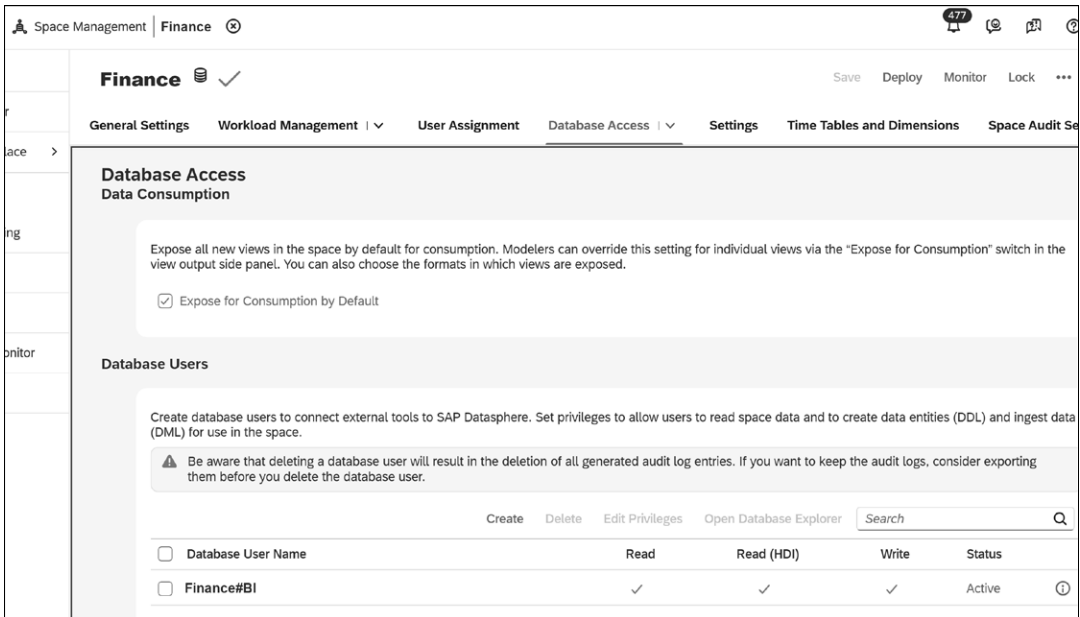 Space Management Finance
477
Finance
Save Deploy Monitor Lock
General Settings Workload Management Database Access User Assignment Settings Time Tables and Dimensions Space Audit Se
r
lace
ng
onitor
Database Access
Data Consumption
Expose all new views in the space by default for consumption. Modelers can override this setting for individual views via the “Expose for Consumption” switch in the
view output side panel. You can also choose the formats in which views are exposed.
Expose for Consumption by Default
Database Users
Create database users to connect external tools to SAP Datasphere. Set privileges to allow users to read space data and to create data entities (DDL) and ingest data
(DML) for use in the space.
Be aware that deleting a database user will result in the deletion of all generated audit log entries. If you want to keep the audit logs, consider exporting
them before you delete the database user.
Create Delete Edit Privileges Open Database Explorer Search
Database User Name Read Read (HDI) Write Status
Finance#BI Active